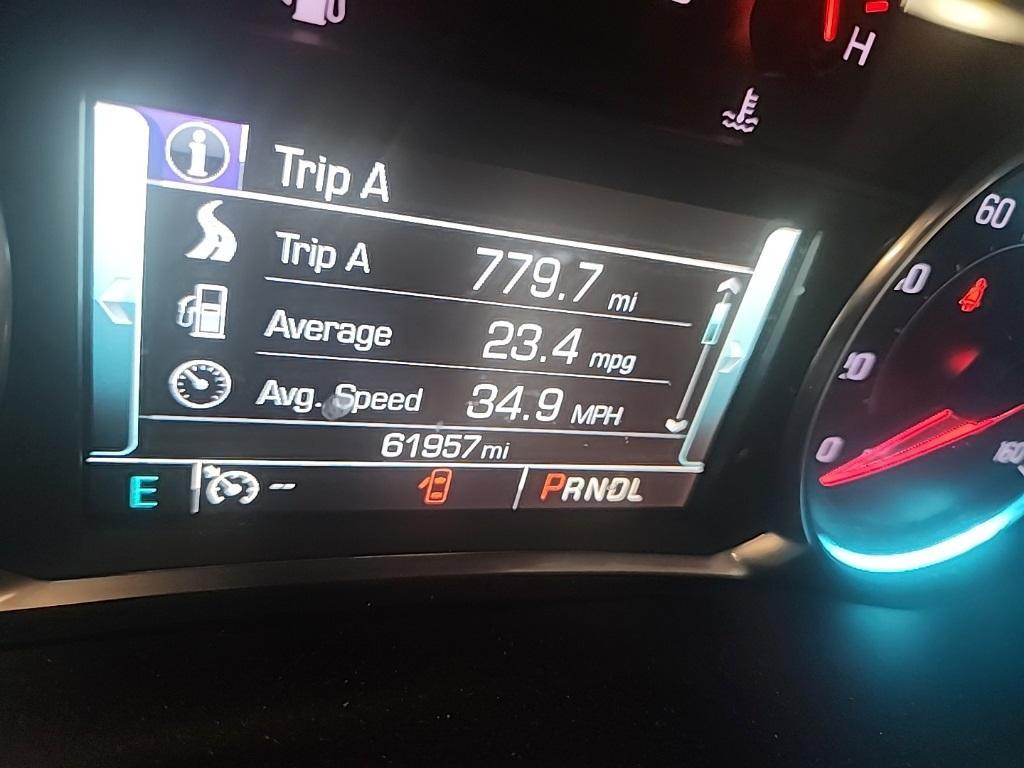 H
Trip A
Trip A 779.7 mi
Average 23.4 mpg
Avg. Speed 34.9 MPH
61957 mi
E -- PRNDL
60
0
160